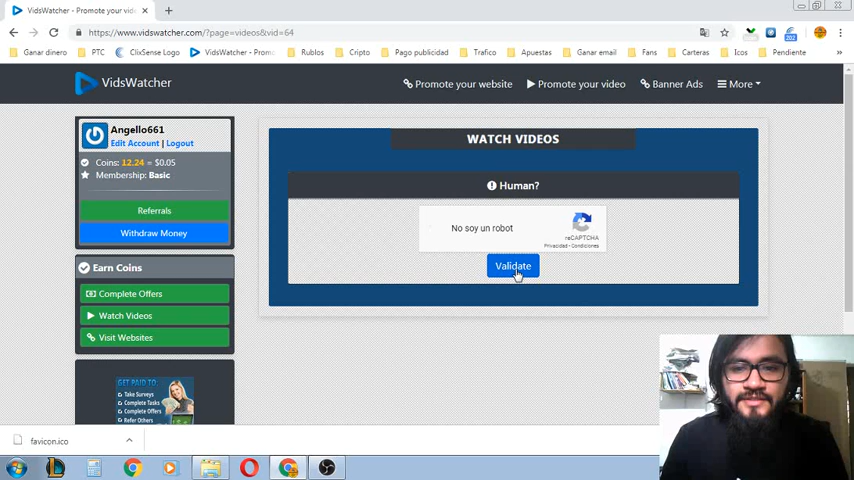 VidsWatcher - Promote your vide
https://www.vidswatcher.com/?page=videos&vid=64
Ganar dinero
PTC
ClixSense Logo
VidsWatcher - Promo
Rublos
Cripto
Pago publicidad
Trafico
Apuestas
Ganar email
Fans
Carteras
Icos
Pendiente
202
VidsWatcher
Promote your website
Promote your video
Banner Ads
More
Angello661
Edit Account | Logout
Coins: 12.24 = $0.05
Membership: Basic
Referrals
Withdraw Money
Earn Coins
Complete Offers
Watch Videos
Visit Websites
GET PAID TO:
Take Surveys
Complete Tasks
Complete Offers
Refer Others
WATCH VIDEOS
Human?
No soy un robot
reCAPTCHA
Privacidad - Condiciones
Validate
favicon.ico